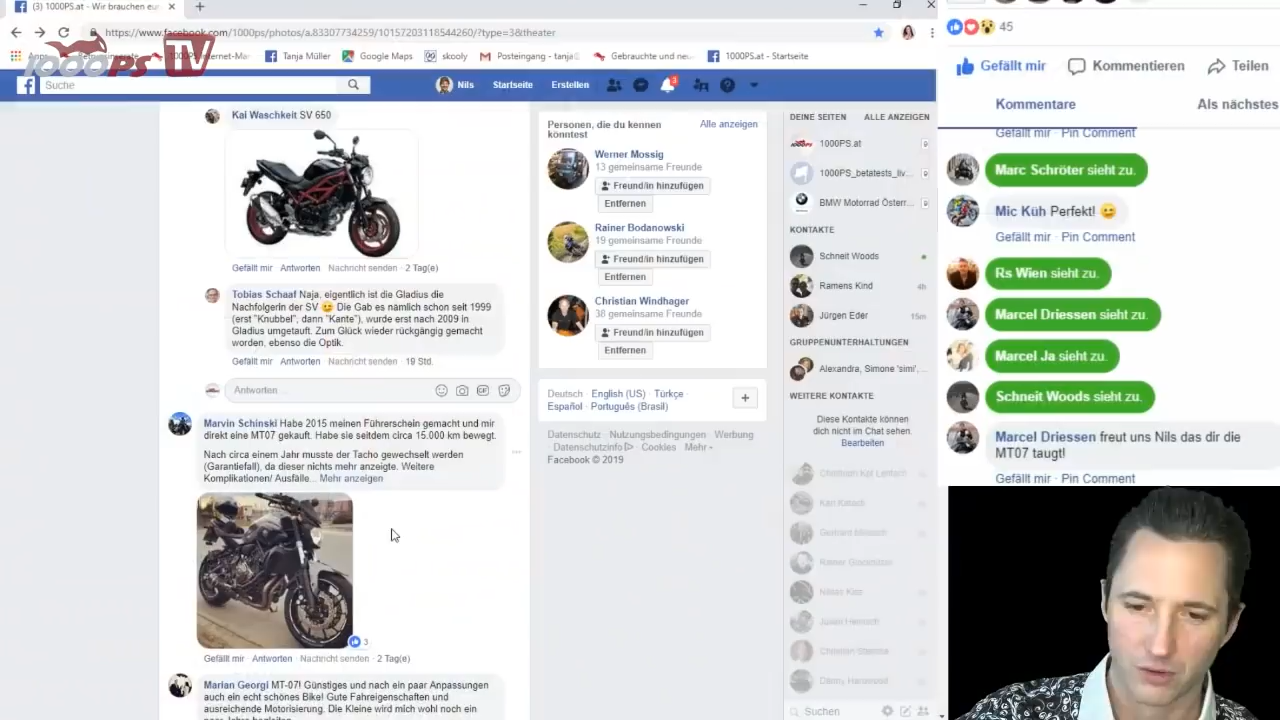 (3) 1000PS.at - Wir brauchen eur
https://www.facebook.com/1000ps/photos/a.83307734259/10157203118544260/?type=3&theater
Apps
1000PS Internet-Mar
Tanja Müller
Google Maps
skooly
Posteingang - tanja
Gebrauchte und neu
1000PS.at - Startseite
1000PS TV
Suche
Nils
Startseite
Erstellen
3
Kai Waschkeit SV 650
Gefällt mir · Antworten · Nachricht senden · 2 Tag(e)
Tobias Schaaf Naja, eigentlich ist die Gladius die
Nachfolgerin der SV 😉 Die Gab es nämlich schon seit 1999
(erst "Knubbel", dann "Kante"), wurde erst nach 2009 in
Gladius umgetauft. Zum Glück wieder rückgängig gemacht
worden, ebenso die Optik.
Gefällt mir · Antworten · Nachricht senden · 19 Std.
Antworten ...
Marvin Schinski Habe 2015 meinen Führerschein gemacht und mir
direkt eine MT07 gekauft. Habe sie seitdem circa 15.000 km bewegt.
Nach circa einem Jahr musste der Tacho gewechselt werden
(Garantiefall), da dieser nichts mehr anzeigte. Weitere
Komplikationen/ Ausfälle... Mehr anzeigen
3
Gefällt mir · Antworten · Nachricht senden · 2 Tag(e)
Marian Georgi MT-07! Günstiges und nach ein paar Anpassungen
auch ein echt schönes Bike! Gute Fahreigenschaften und
ausreichende Motorisierung. Die Kleine wird mich wohl noch ein
Personen, die du kennen
könntest
Alle anzeigen
Werner Mossig
13 gemeinsame Freunde
Freund/in hinzufügen
Entfernen
Rainer Bodanowski
19 gemeinsame Freunde
Freund/in hinzufügen
Entfernen
Christian Windhager
38 gemeinsame Freunde
Freund/in hinzufügen
Entfernen
Deutsch · English (US) · Türkçe ·
Español · Português (Brasil)
Datenschutz · Nutzungsbedingungen · Werbung
· Datenschutzinfo · Cookies · Mehr
Facebook © 2019
DEINE SEITEN
ALLE ANZEIGEN
1000PS.at
9
1000PS_betatests_liv...
9
BMW Motorrad Österr...
9
KONTAKTE
Schneit Woods
Ramens Kind
4h
Jürgen Eder
15m
GRUPPENUNTERHALTUNGEN
Alexandra, Simone 'simi',...
WEITERE KONTAKTE
Diese Kontakte können
dich nicht im Chat sehen.
Bearbeiten
Suchen
45
Gefällt mir
Kommentieren
Teilen
Kommentare
Als nächstes
Gefällt mir · Pin Comment
Marc Schröter sieht zu.
Mic Küh Perfekt! 😉
Gefällt mir · Pin Comment
Rs Wien sieht zu.
Marcel Driessen sieht zu.
Marcel Ja sieht zu.
Schneit Woods sieht zu.
Marcel Driessen freut uns Nils das dir die
MT07 taugt!
Gefällt mir · Pin Comment